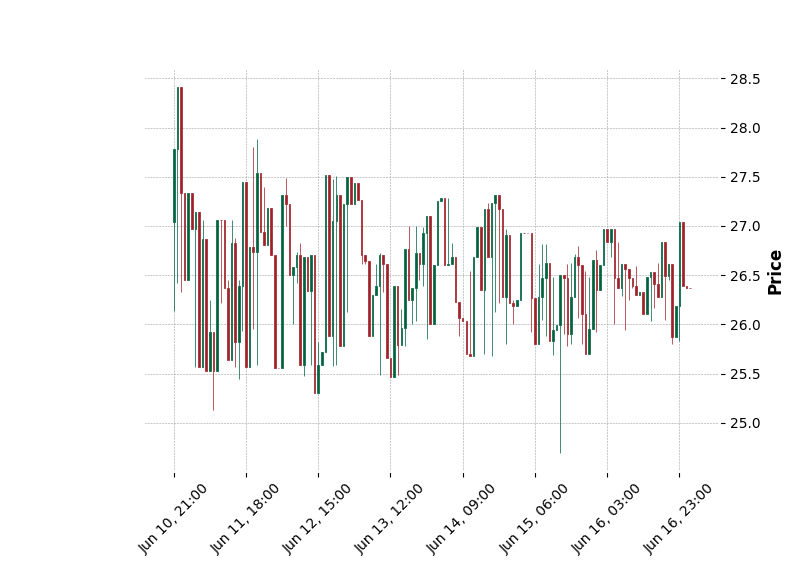 28.5
28.0
27.5
27.0
26.5
26.0
25.5
25.0
Price
Jun 10, 21:00
Jun 11, 18:00
Jun 12, 15:00
Jun 13, 12:00
Jun 14, 09:00
Jun 15, 06:00
Jun 16, 03:00
Jun 16, 23:00